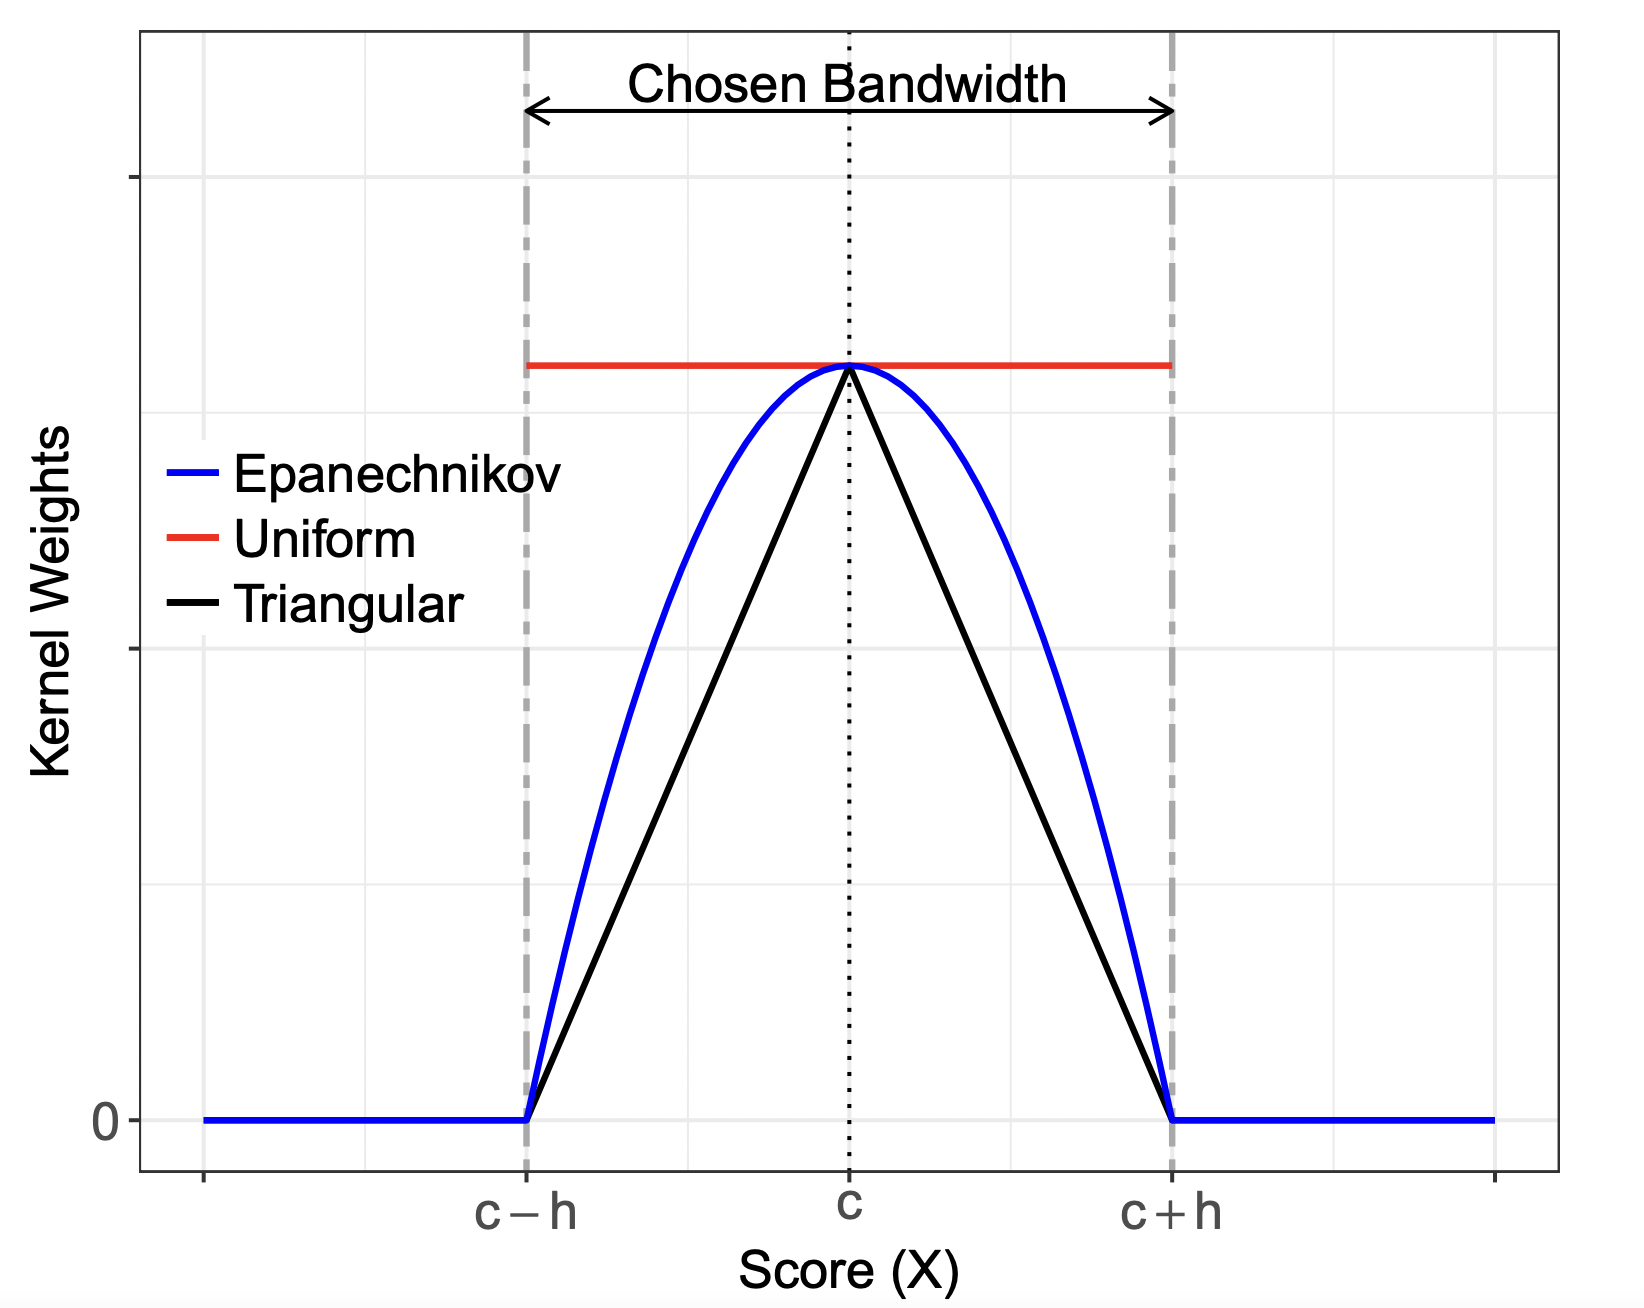 Chosen Bandwidth
Kernel Weights
Epanechnikov
Uniform
Triangular
0
c − h
c
c + h
Score (X)